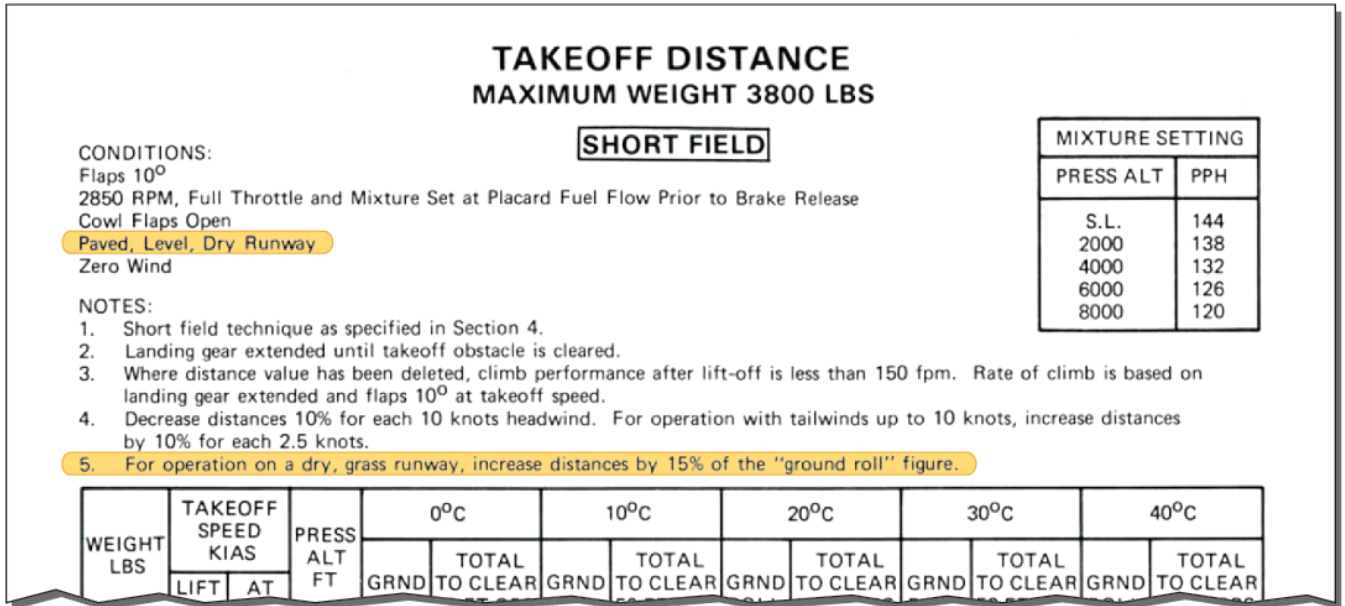 TAKEOFF DISTANCE
MAXIMUM WEIGHT 3800 LBS
SHORT FIELD
CONDITIONS:
Flaps 10⁰
2850 RPM, Full Throttle and Mixture Set at Placard Fuel Flow Prior to Brake Release
Cowl Flaps Open
Paved, Level, Dry Runway
Zero Wind
MIXTURE SETTING
PRESS ALT PPH
S.L. 144
2000 138
4000 132
6000 126
8000 120
NOTES:
1. Short field technique as specified in Section 4.
2. Landing gear extended until takeoff obstacle is cleared.
3. Where distance value has been deleted, climb performance after lift-off is less than 150 fpm. Rate of climb is based on
landing gear extended and flaps 10⁰ at takeoff speed.
4. Decrease distances 10% for each 10 knots headwind. For operation with tailwinds up to 10 knots, increase distances
by 10% for each 2.5 knots.
5. For operation on a dry, grass runway, increase distances by 15% of the "ground roll" figure.
WEIGHT
LBS
TAKEOFF
SPEED
KIAS
LIFT AT
PRESS
ALT
FT
0⁰C 10⁰C 20⁰C 30⁰C 40⁰C
TOTAL TOTAL TOTAL TOTAL TOTAL
GRND TO CLEAR GRND TO CLEAR GRND TO CLEAR GRND TO CLEAR GRND TO CLEAR